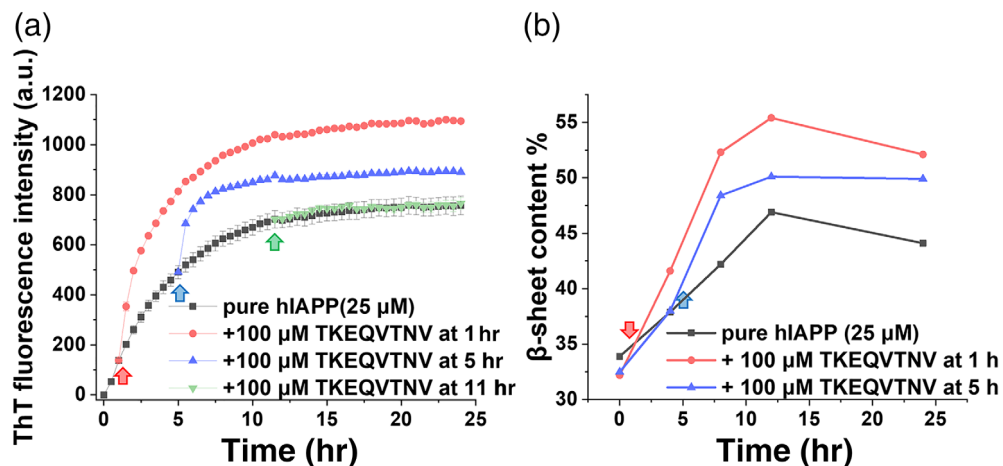 (a)
ThT fluorescence intensity (a.u.)
1200
1000
800
600
400
200
0
0
5
10
15
20
25
Time (hr)
pure hIAPP(25 μM)
+100 μM TKEQVTNV at 1 hr
+100 μM TKEQVTNV at 5 hr
+100 μM TKEQVTNV at 11 hr
(b)
β-sheet content %
55
50
45
40
35
30
0
5
10
15
20
25
Time (hr)
pure hIAPP (25 μM)
+ 100 μM TKEQVTNV at 1 h
+ 100 μM TKEQVTNV at 5 h